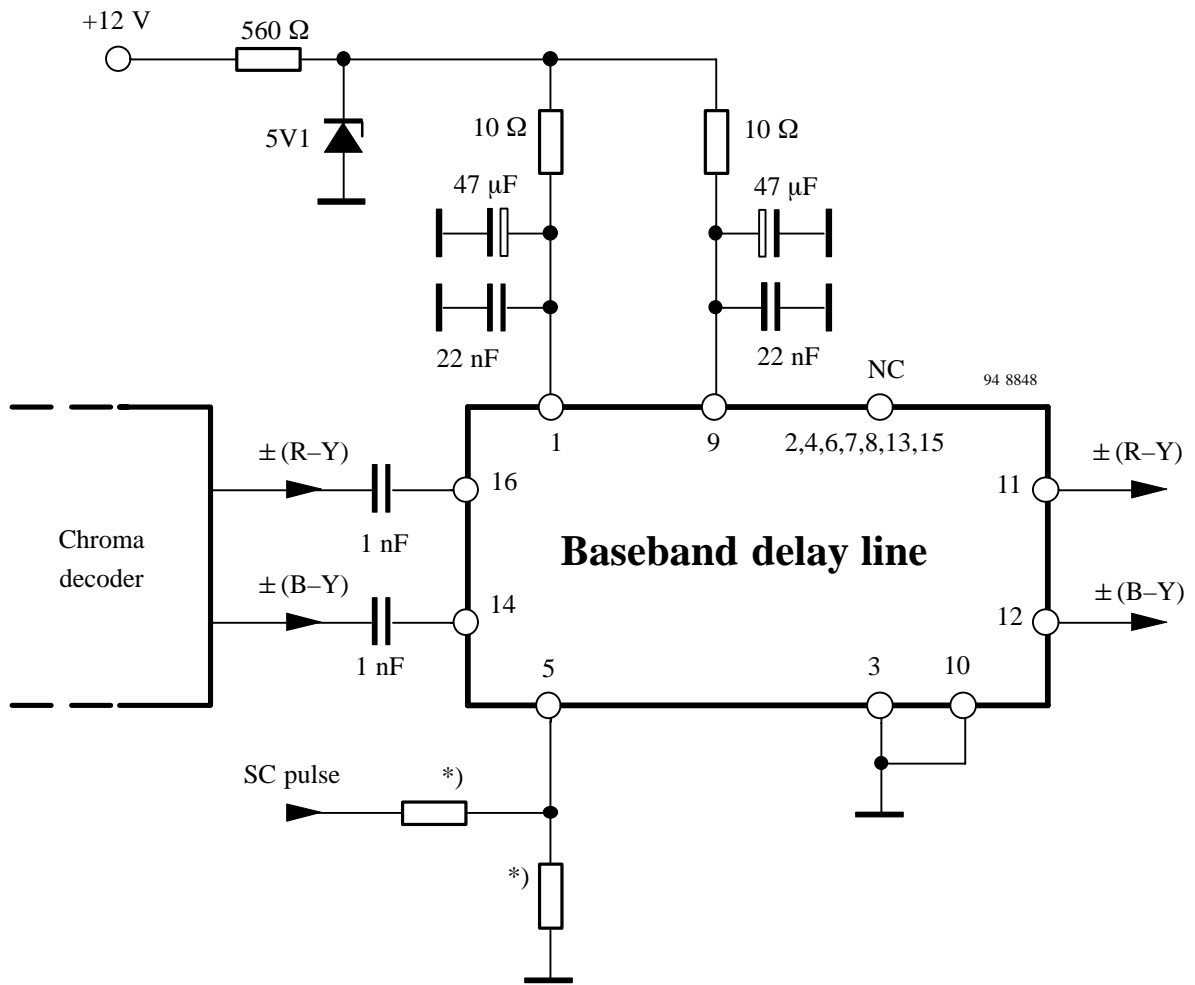 +12 V
560 Ω
5V1
10 Ω
10 Ω
47 µF
47 µF
22 nF
22 nF
NC
94 8848
1
9
2,4,6,7,8,13,15
± (R–Y)
16
11
± (R–Y)
1 nF
Chroma
decoder
Baseband delay line
± (B–Y)
14
12
± (B–Y)
1 nF
5
3
10
SC pulse
*)
*)